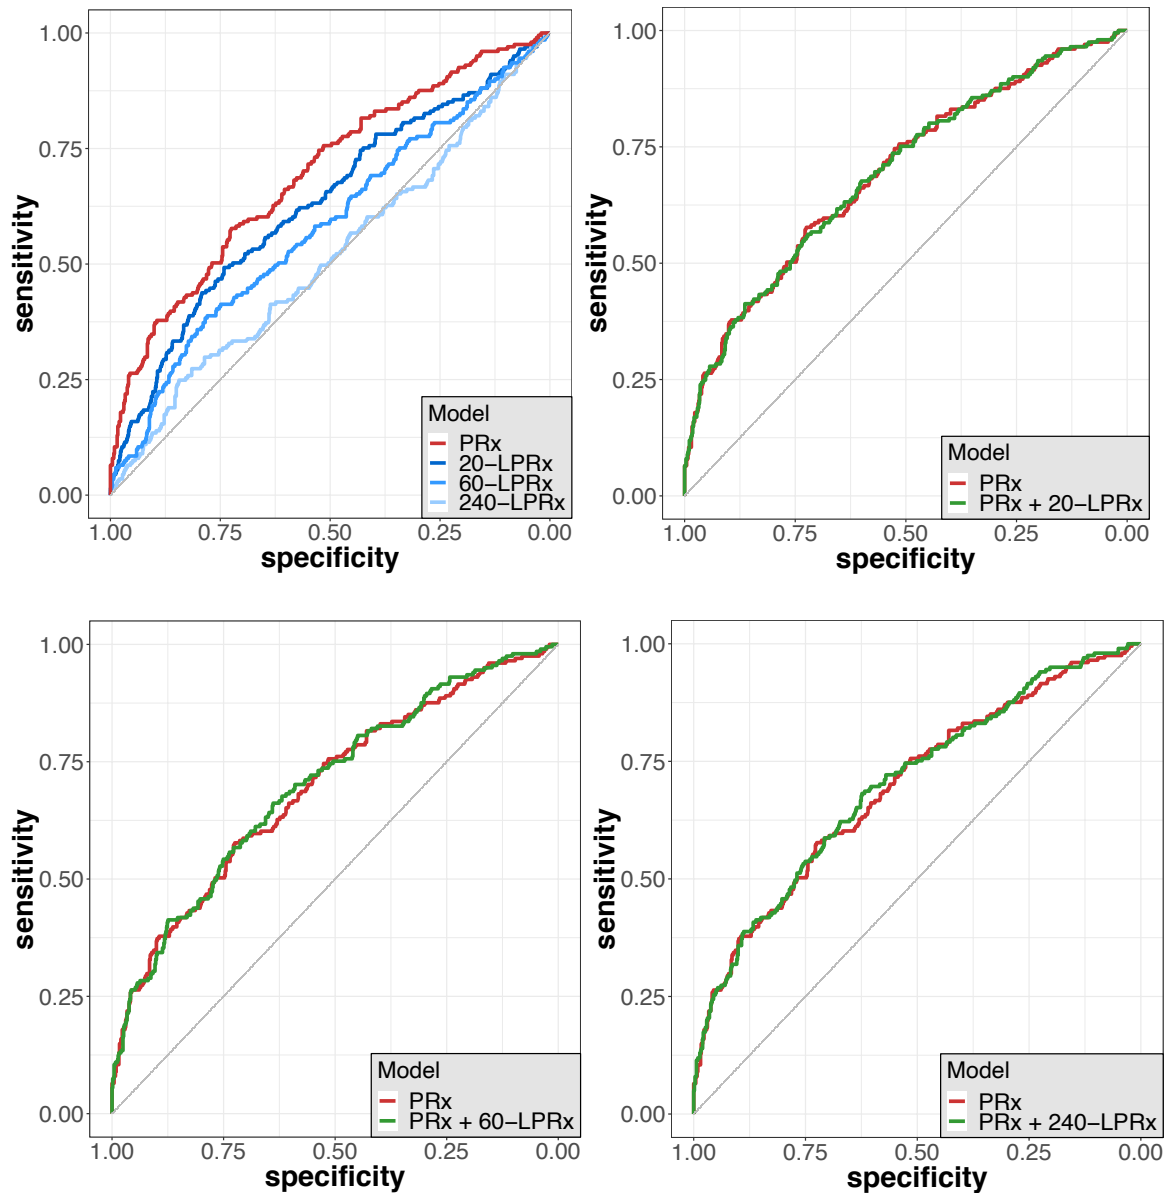 1.00
0.75
0.50
0.25
0.00
sensitivity
Model
PRx
20−LPRx
60−LPRx
240−LPRx
1.00 0.75 0.50 0.25 0.00
specificity
1.00
0.75
0.50
0.25
0.00
sensitivity
Model
PRx
PRx + 20−LPRx
1.00 0.75 0.50 0.25 0.00
specificity
1.00
0.75
0.50
0.25
0.00
sensitivity
Model
PRx
PRx + 60−LPRx
1.00 0.75 0.50 0.25 0.00
specificity
1.00
0.75
0.50
0.25
0.00
sensitivity
Model
PRx
PRx + 240−LPRx
1.00 0.75 0.50 0.25 0.00
specificity